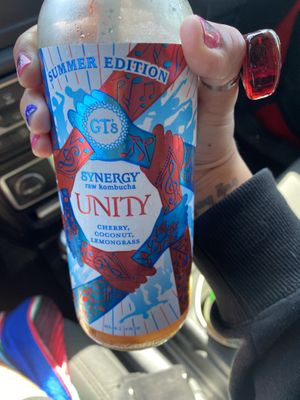 SUMMER EDITION
GT's
SYNERGY
raw kombucha
UNITY
CHERRY,
COCONUT,
LEMONGRASS